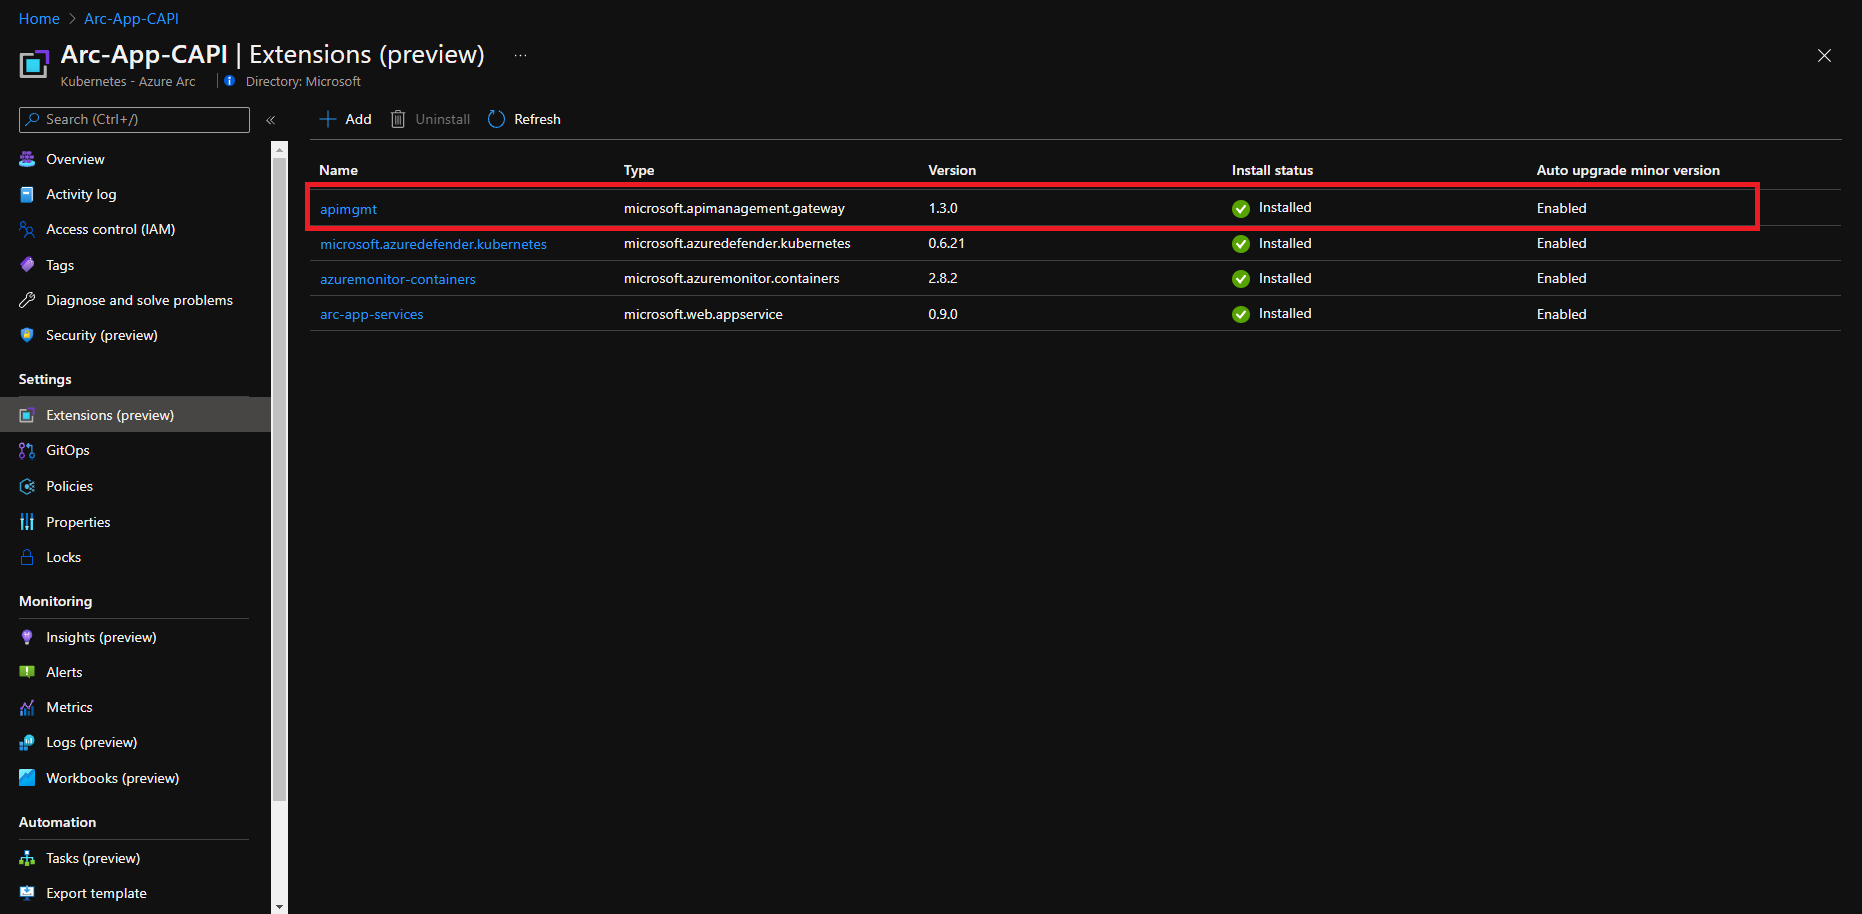 Home > Arc-App-CAPI
Arc-App-CAPI | Extensions (preview) ...
Kubernetes - Azure Arc | Directory: Microsoft
Search (Ctrl+/) «
Overview
Activity log
Access control (IAM)
Tags
Diagnose and solve problems
Security (preview)
Settings
Extensions (preview)
GitOps
Policies
Properties
Locks
Monitoring
Insights (preview)
Alerts
Metrics
Logs (preview)
Workbooks (preview)
Automation
Tasks (preview)
Export template
Add Uninstall Refresh
Name Type Version Install status Auto upgrade minor version
apimgmt microsoft.apimanagement.gateway 1.3.0 Installed Enabled
microsoft.azuredefender.kubernetes microsoft.azuredefender.kubernetes 0.6.21 Installed Enabled
azuremonitor-containers microsoft.azuremonitor.containers 2.8.2 Installed Enabled
arc-app-services microsoft.web.appservice 0.9.0 Installed Enabled